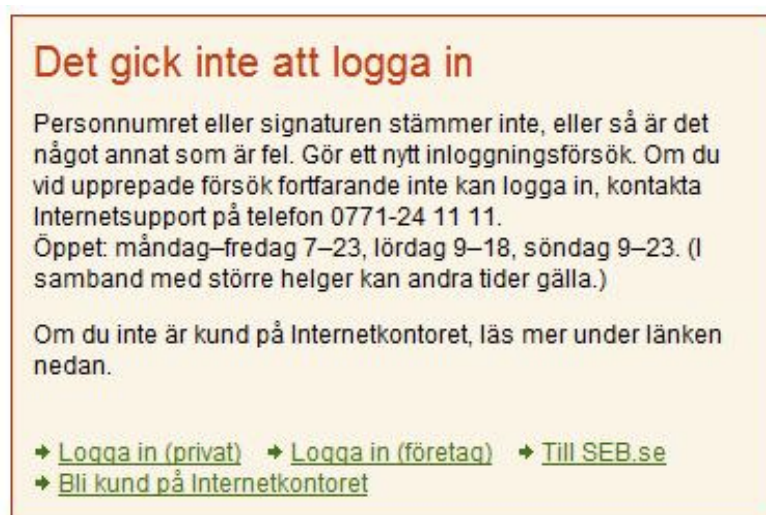 Det gick inte att logga in
Personnumret eller signaturen stämmer inte, eller så är det
något annat som är fel. Gör ett nytt inloggningsförsök. Om du
vid upprepade försök fortfarande inte kan logga in, kontakta
Internetsupport på telefon 0771-24 11 11.
Öppet: måndag–fredag 7–23, lördag 9–18, söndag 9–23. (I
samband med större helger kan andra tider gälla.)
Om du inte är kund på Internetkontoret, läs mer under länken
nedan.
Logga in (privat) Logga in (företag) Till SEB.se
Bli kund på Internetkontoret